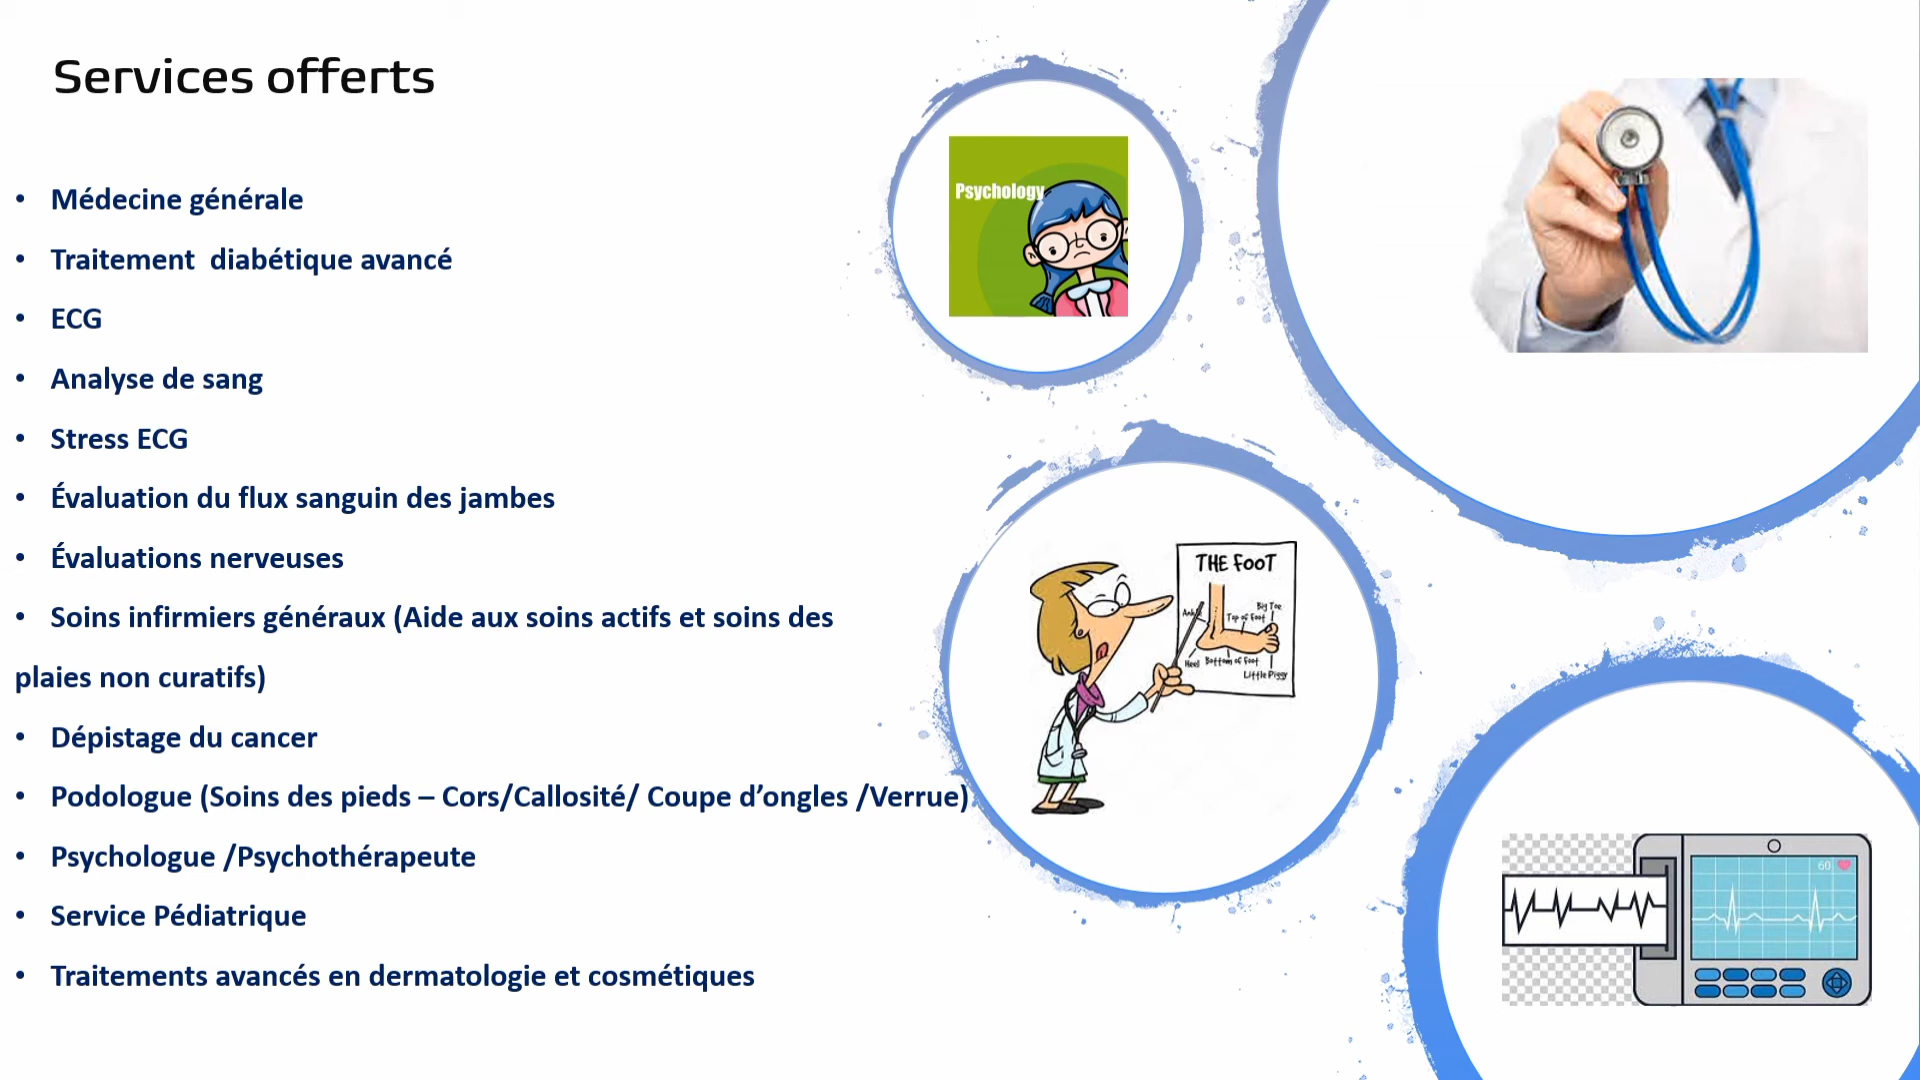 Services offerts
• Médecine générale
• Traitement  diabétique avancé
• ECG
• Analyse de sang
• Stress ECG
• Évaluation du flux sanguin des jambes
• Évaluations nerveuses
• Soins infirmiers généraux (Aide aux soins actifs et soins des
plaies non curatifs)
• Dépistage du cancer
• Podologue (Soins des pieds – Cors/Callosité/ Coupe d’ongles /Verrue)
• Psychologue /Psychothérapeute
• Service Pédiatrique
• Traitements avancés en dermatologie et cosmétiques
Psychology
THE FOOT
Big Toe
Top of Foot
Heel
Bottom of Foot
Little Piggy
60